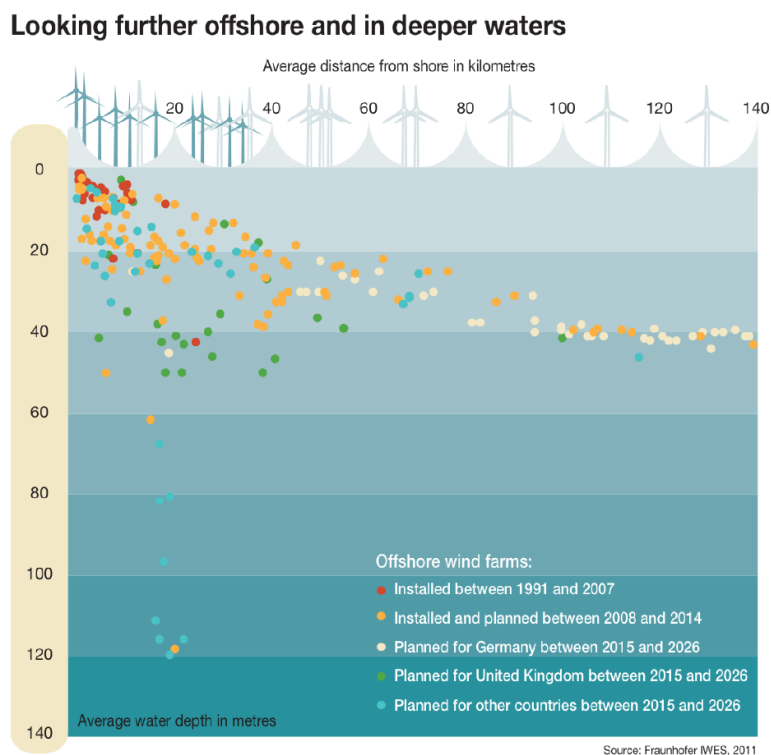 Looking further offshore and in deeper waters
Average distance from shore in kilometres
20 40 60 80 100 120 140
0
20
40
60
80
100
120
140
Offshore wind farms:
Installed between 1991 and 2007
Installed and planned between 2008 and 2014
Planned for Germany between 2015 and 2026
Planned for United Kingdom between 2015 and 2026
Planned for other countries between 2015 and 2026
Average water depth in metres
Source: Fraunhofer IWES, 2011